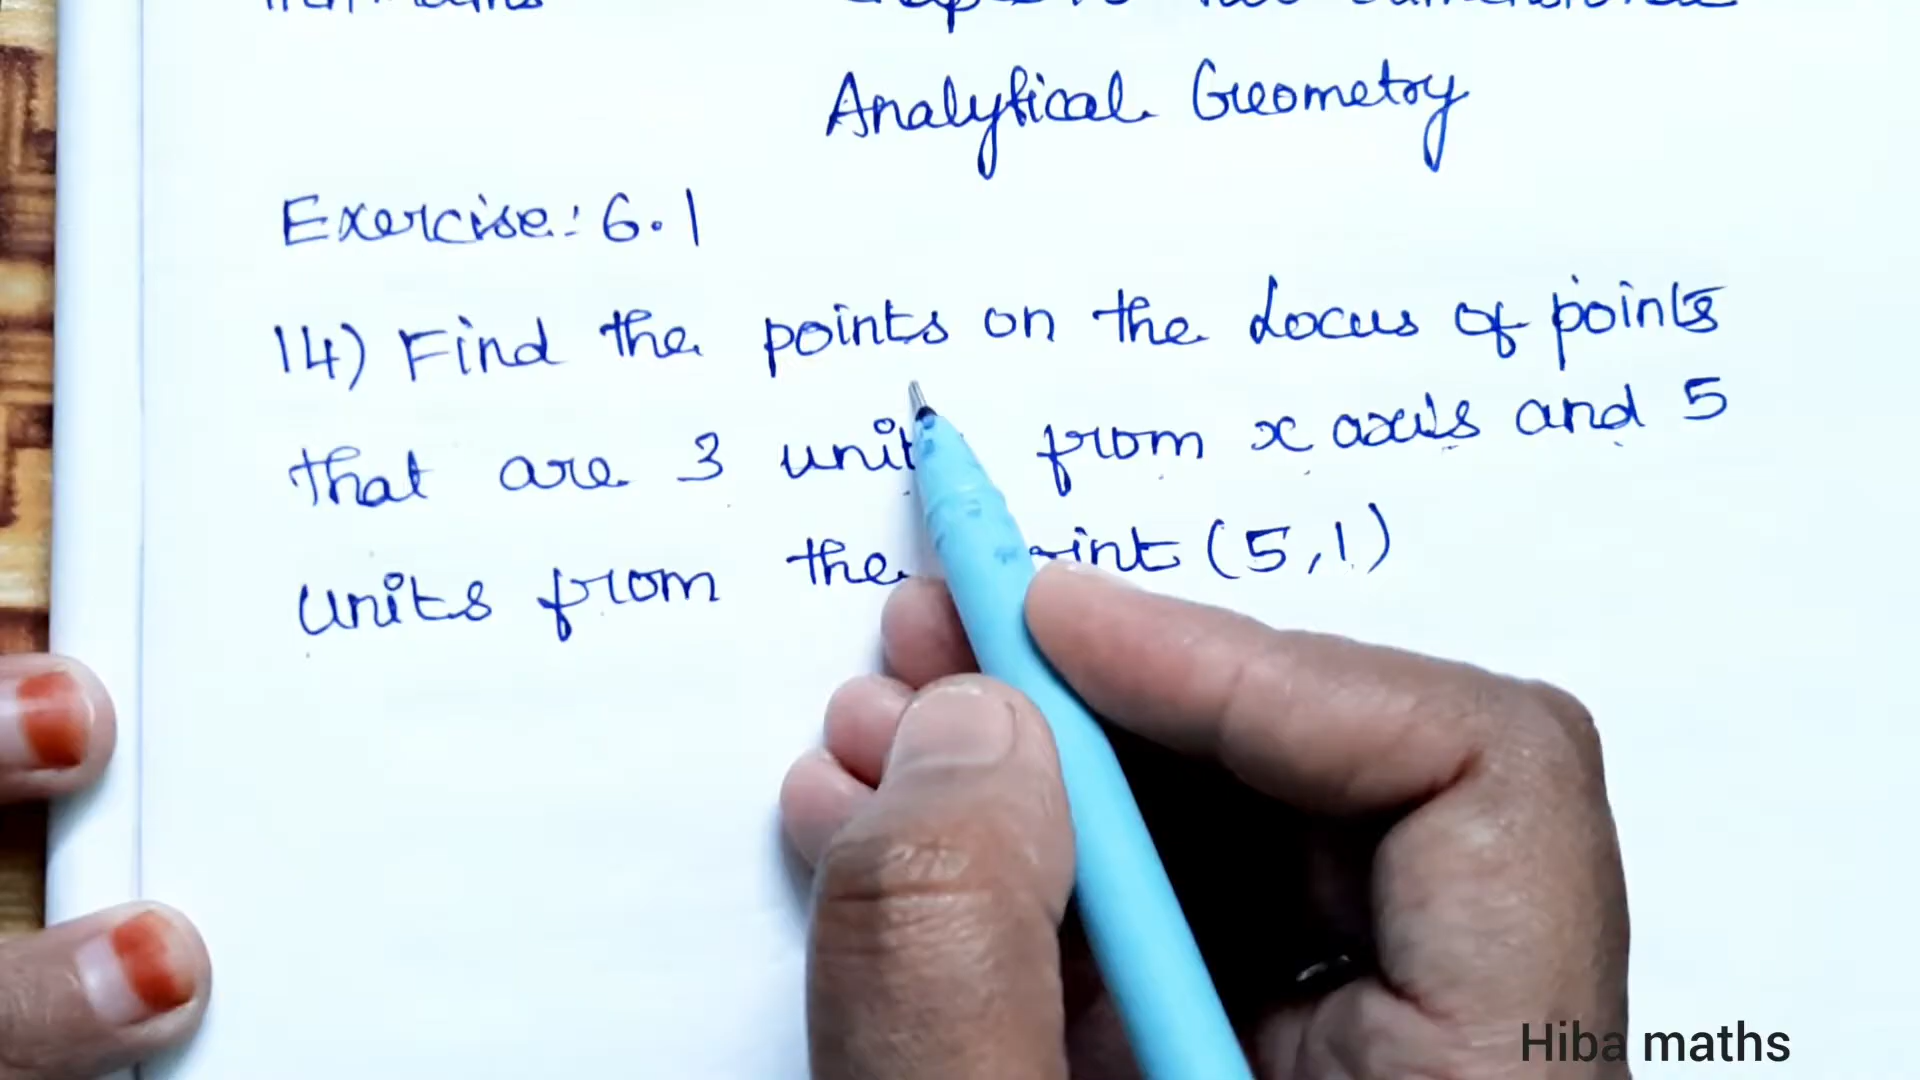 Analytical Geometry
Exercise: 6.1
14) Find the points on the Locus of points
that are 3 units from x axis and 5
units from the point (5,1)
Hiba maths